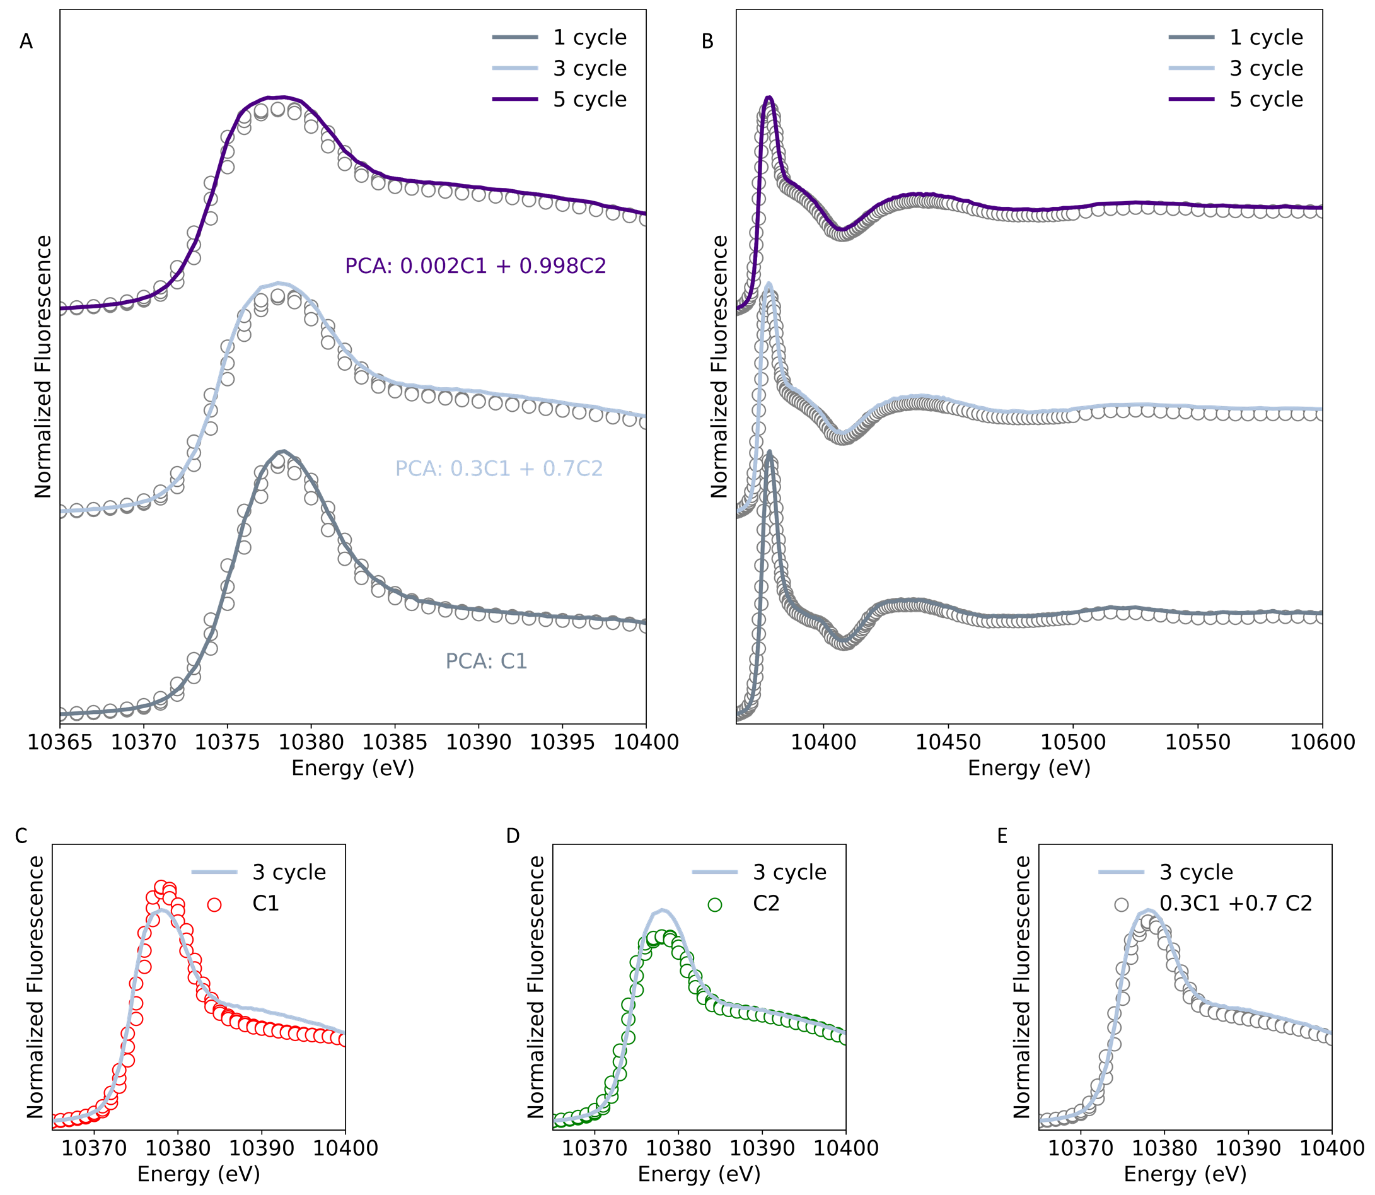 A
1 cycle
3 cycle
5 cycle
PCA: 0.002C1 + 0.998C2
PCA: 0.3C1 + 0.7C2
PCA: C1
Normalized Fluorescence
10365 10370 10375 10380 10385 10390 10395 10400
Energy (eV)
B
1 cycle
3 cycle
5 cycle
Normalized Fluorescence
10400 10450 10500 10550 10600
Energy (eV)
C
3 cycle
C1
Normalized Fluorescence
10370 10380 10390 10400
Energy (eV)
D
3 cycle
C2
Normalized Fluorescence
10370 10380 10390 10400
Energy (eV)
E
3 cycle
0.3C1 +0.7 C2
Normalized Fluorescence
10370 10380 10390 10400
Energy (eV)